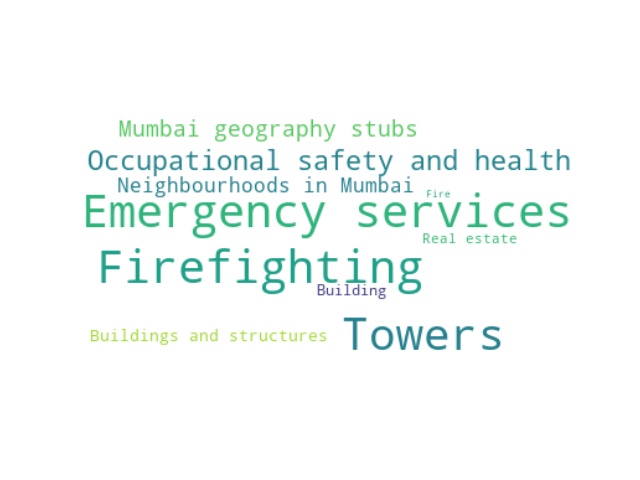 Mumbai geography stubs
Occupational safety and health
Neighbourhoods in Mumbai
Fire
Emergency services
Real estate
Firefighting
Building
Towers
Buildings and structures